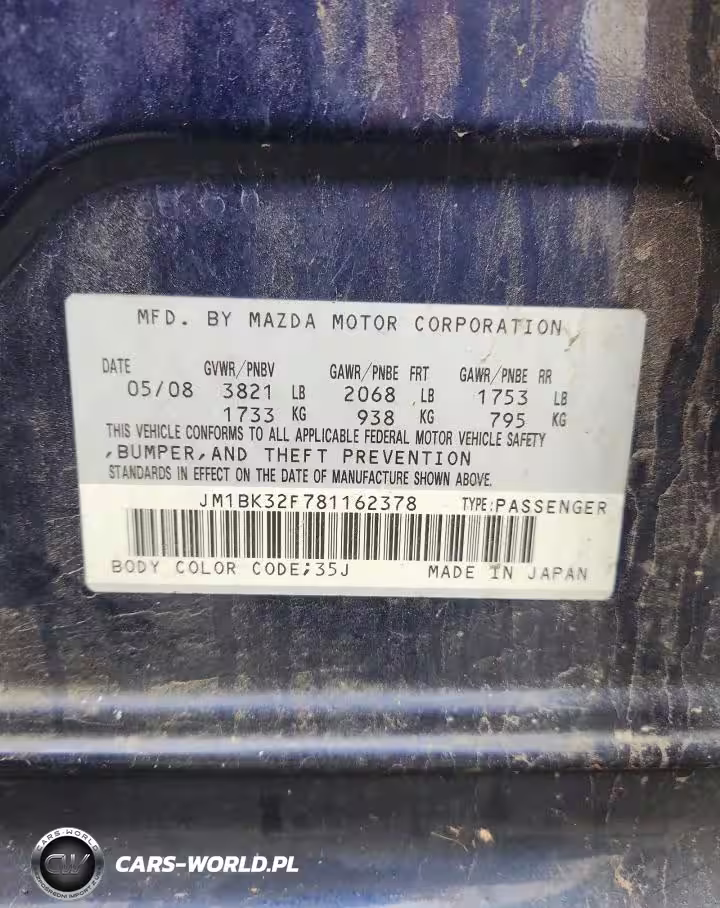 MFD. BY MAZDA MOTOR CORPORATION
DATE GVWR/PNBV GAWR/PNBE FRT GAWR/PNBE RR
05/08 3821 LB 2068 LB 1753 LB
1733 KG 938 KG 795 KG
THIS VEHICLE CONFORMS TO ALL APPLICABLE FEDERAL MOTOR VEHICLE SAFETY
,BUMPER,AND THEFT PREVENTION
STANDARDS IN EFFECT ON THE DATE OF MANUFACTURE SHOWN ABOVE.
JM1BK32F781162378 TYPE:PASSENGER
BODY COLOR CODE;35J MADE IN JAPAN
CARS-WORLD
CW
CARS-WORLD.PL